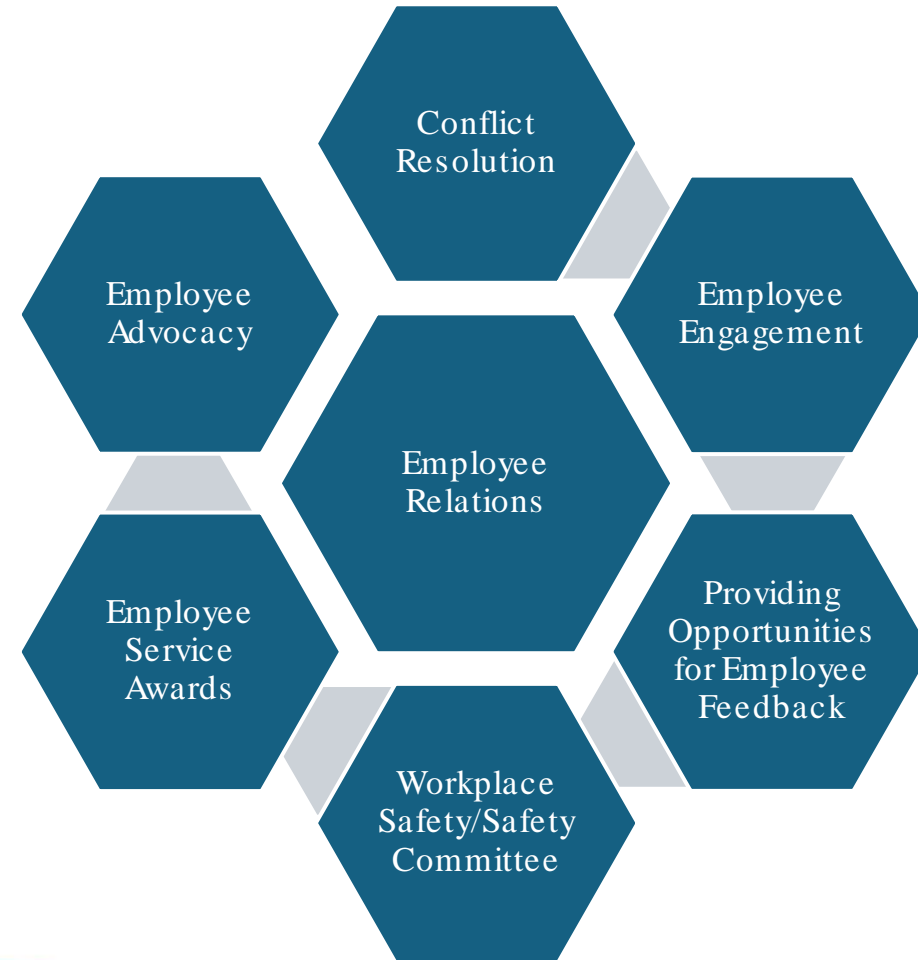 Conflict
Resolution
Employee
Advocacy
Employee
Engagement
Employee
Relations
Employee
Service
Awards
Providing
Opportunities
for Employee
Feedback
Workplace
Safety/Safety
Committee